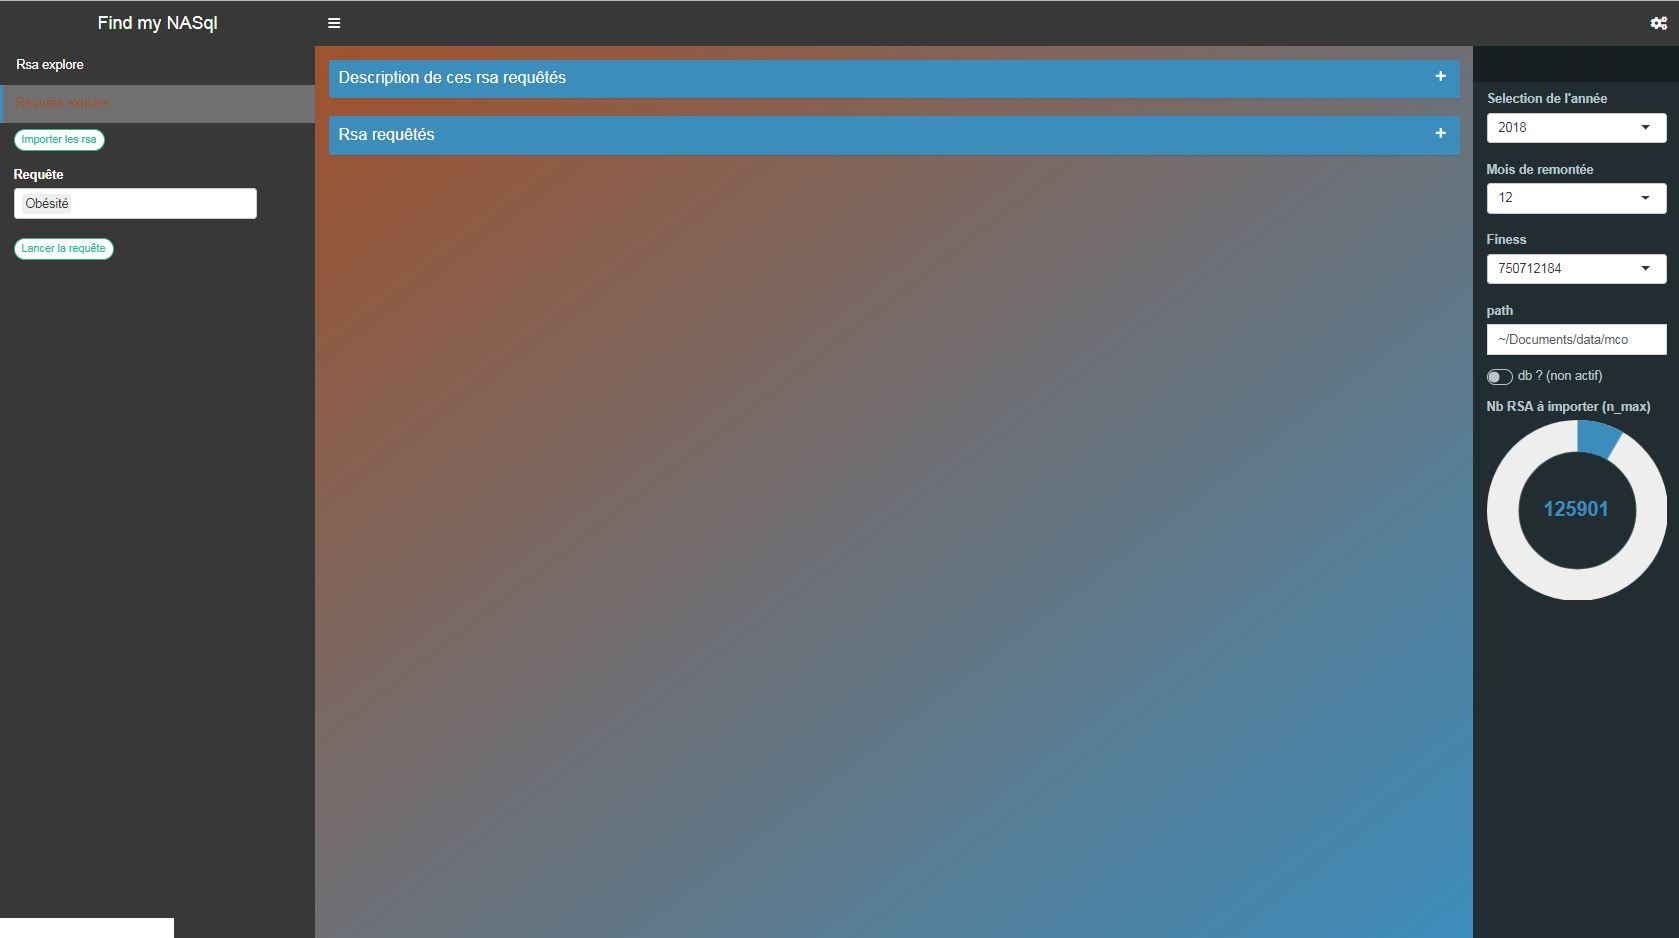 Find my NASql
Rsa explore
Requête explore
Importer les rsa
Requête
Obésité
Lancer la requête
Description de ces rsa requêtés
+
Rsa requêtés
+
Selection de l'année
2018
Mois de remontée
12
Finess
750712184
path
~/Documents/data/mco
db ? (non actif)
Nb RSA à importer (n_max)
125901